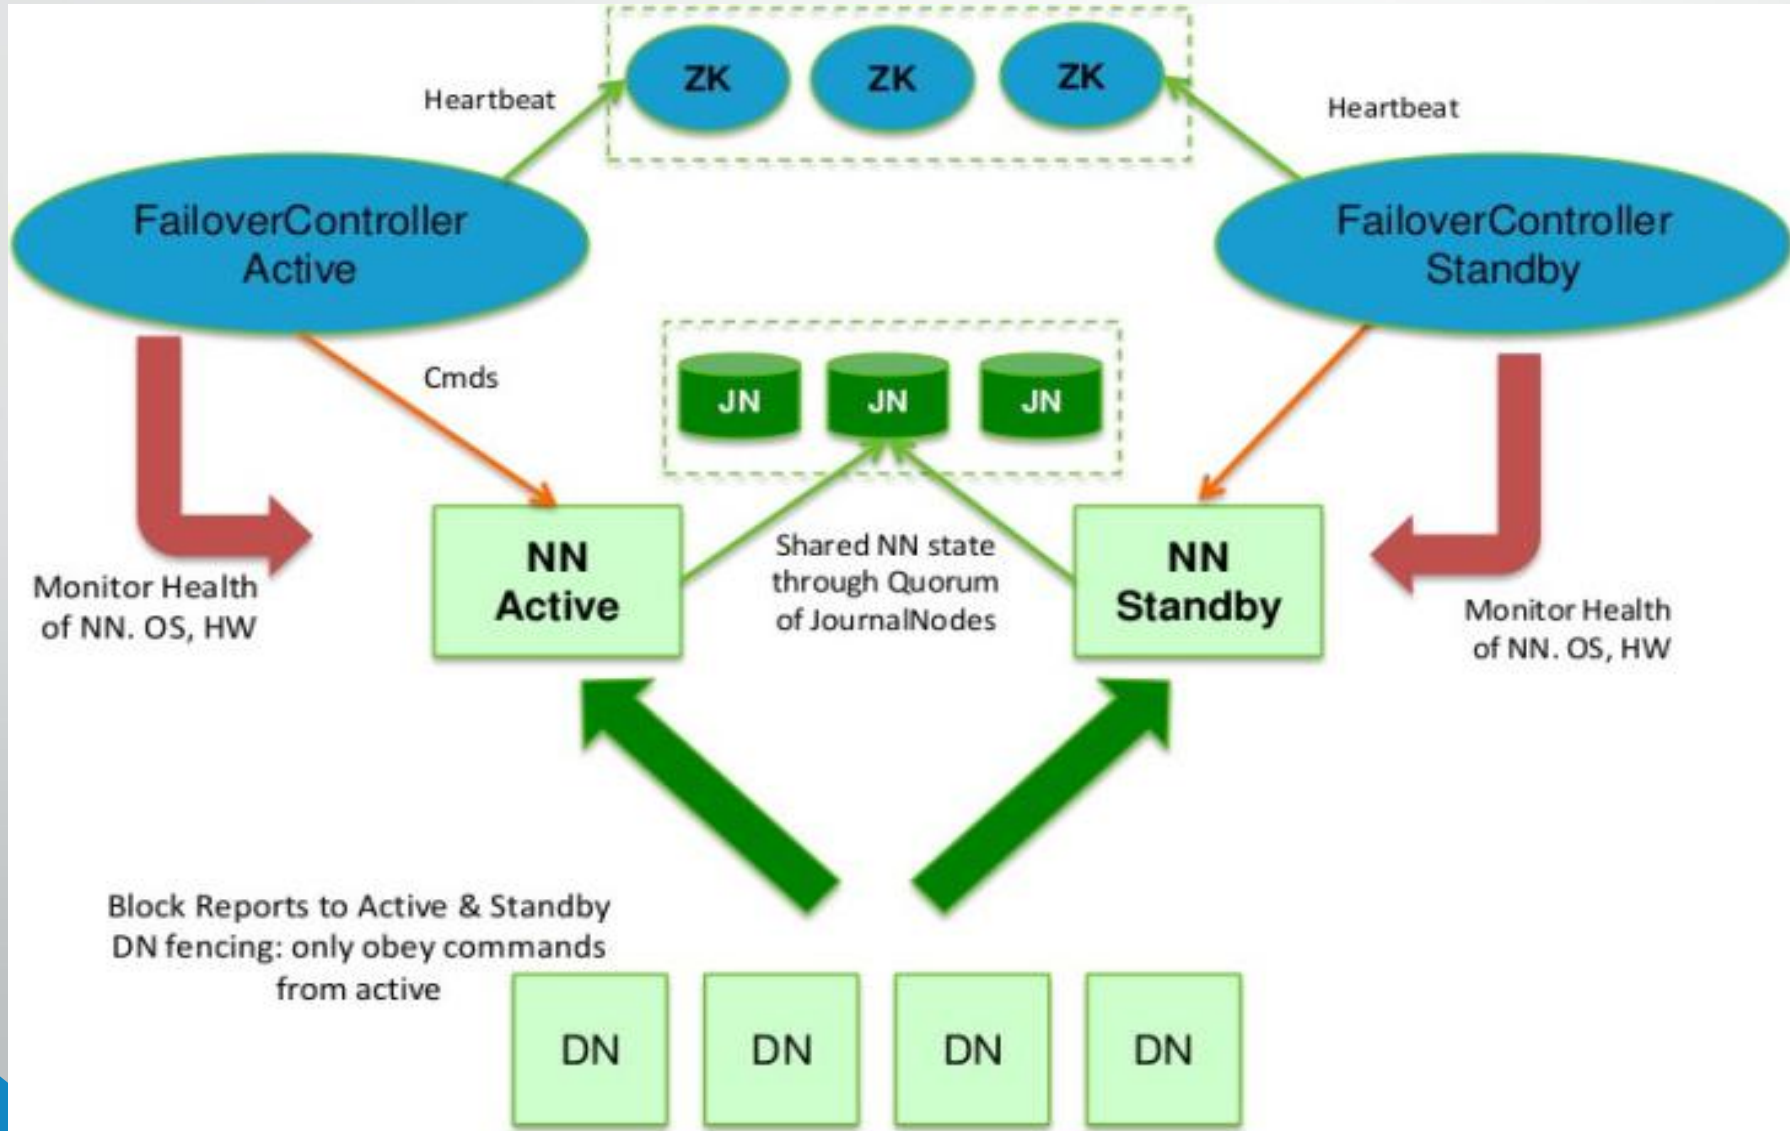 ZK
ZK
ZK
Heartbeat
Heartbeat
FailoverController
Active
FailoverController
Standby
Cmds
JN
JN
JN
NN
Active
Shared NN state
through Quorum
of JournalNodes
NN
Standby
Monitor Health
of NN. OS, HW
Monitor Health
of NN. OS, HW
Block Reports to Active & Standby
DN fencing: only obey commands
from active
DN
DN
DN
DN